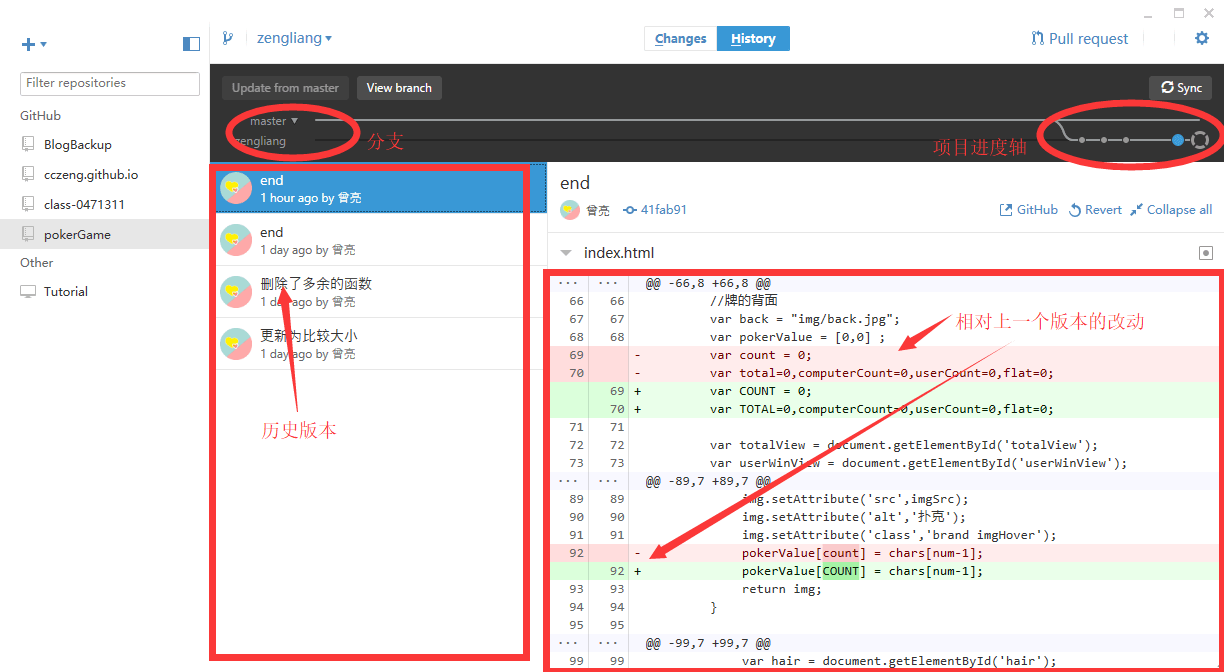 zengliang
Changes
History
Pull request
Filter repositories
GitHub
BlogBackup
cczeng.github.io
class-0471311
pokerGame
Other
Tutorial
Update from master
View branch
Sync
master
zengliang
分支
项目进度轴
end
1 hour ago by 曾亮
end
1 day ago by 曾亮
删除了多余的函数
1 day ago by 曾亮
更新为比较大小
1 day ago by 曾亮
历史版本
end
曾亮 41fab91
GitHub Revert Collapse all
index.html
··· ··· @@ -66,8 +66,8 @@
66 66 //牌的背面
67 67 var back = "img/back.jpg";
68 68 var pokerValue = [0,0] ;
相对上一个版本的改动
69 - var count = 0;
70 - var total=0,computerCount=0,userCount=0,flat=0;
69 + var COUNT = 0;
70 + var TOTAL=0,computerCount=0,userCount=0,flat=0;
71 71
72 72 var totalView = document.getElementById('totalView');
73 73 var userWinView = document.getElementById('userWinView');
··· ··· @@ -89,7 +89,7 @@
89 89 img.setAttribute('src',imgSrc);
90 90 img.setAttribute('alt','扑克');
91 91 img.setAttribute('class','brand imgHover');
92 - pokerValue[count] = chars[num-1];
92 + pokerValue[COUNT] = chars[num-1];
93 93 return img;
94 94 }
95 95
··· ··· @@ -99,7 +99,7 @@
99 99 var hair = document.getElementById('hair');